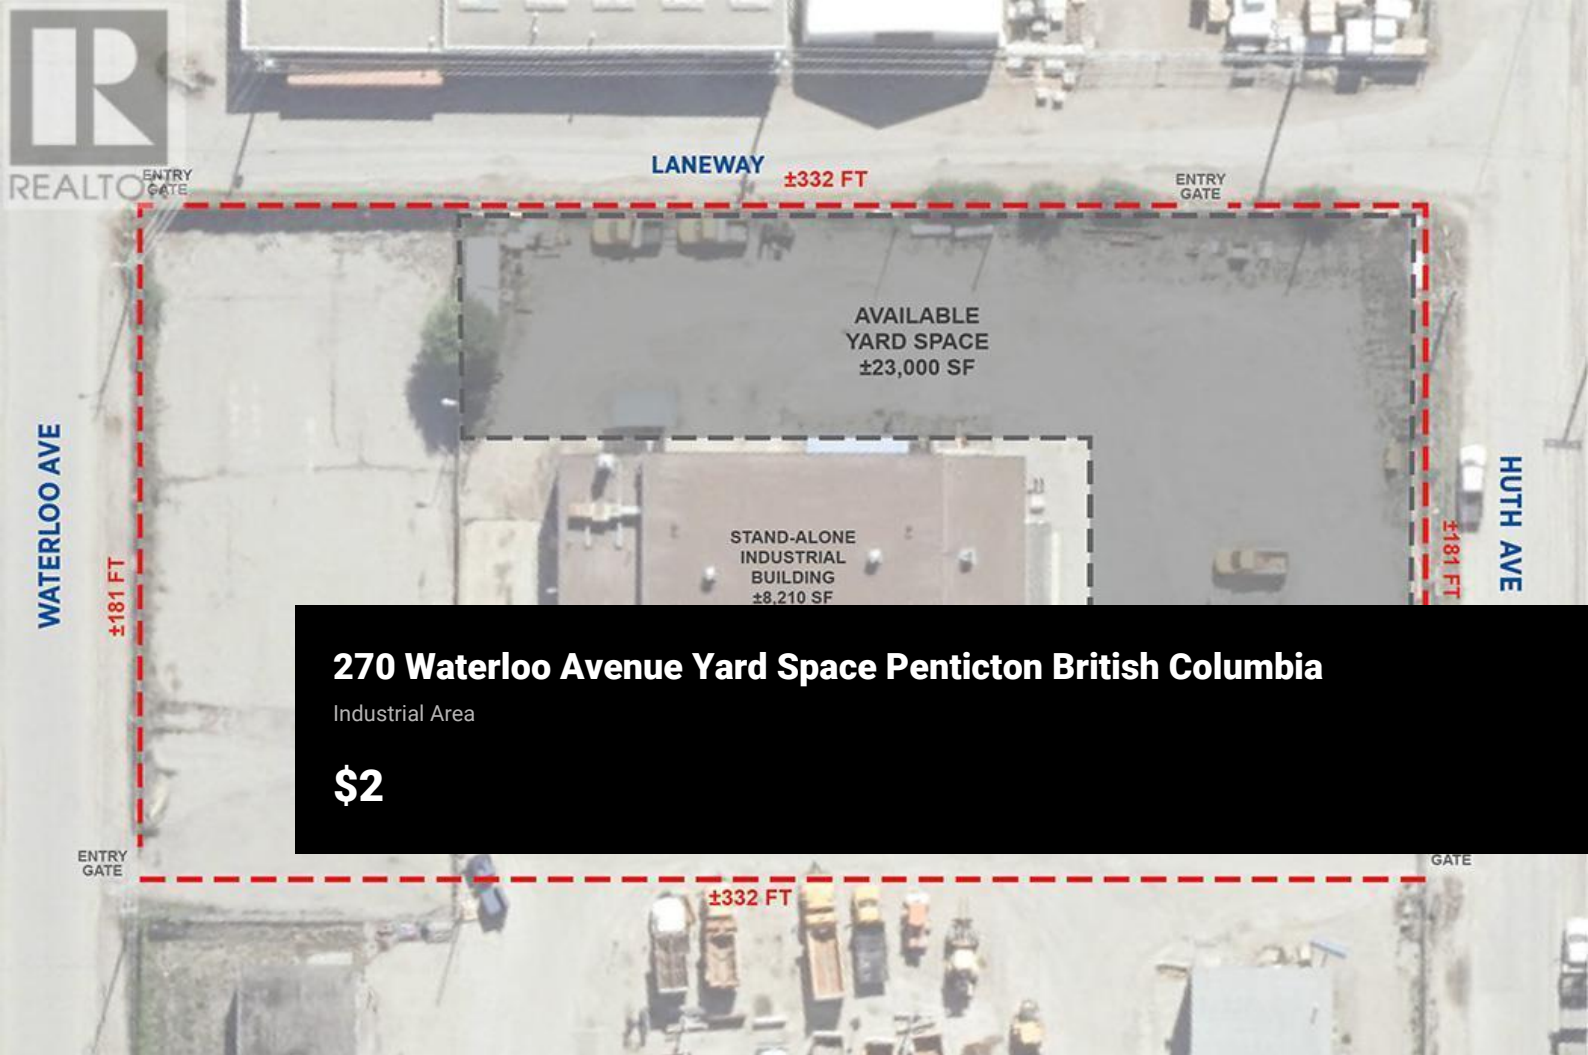 REALTOR
ENTRY
GATE
LANEWAY
±332 FT
ENTRY
GATE
AVAILABLE
YARD SPACE
±23,000 SF
WATERLOO AVE
±181 FT
HUTH AVE
±181 FT
STAND-ALONE
INDUSTRIAL
BUILDING
±8,210 SF
270 Waterloo Avenue Yard Space Penticton British Columbia
Industrial Area
$2
ENTRY
GATE
GATE
±332 FT